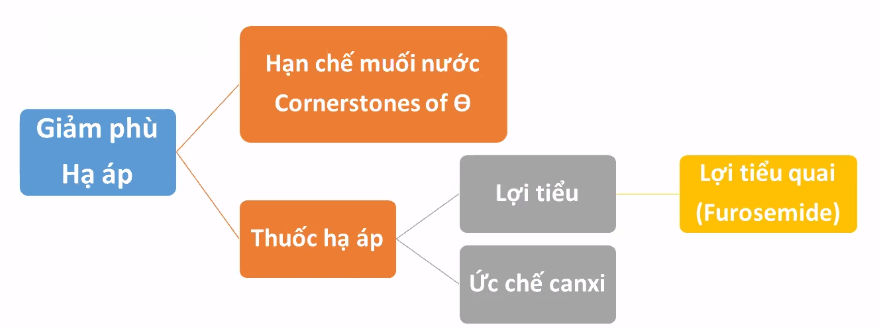 Giảm phù
Hạ áp
Hạn chế muối nước
Cornerstones of Ɵ
Thuốc hạ áp
Lợi tiểu
Lợi tiểu quai
(Furosemide)
Ức chế canxi